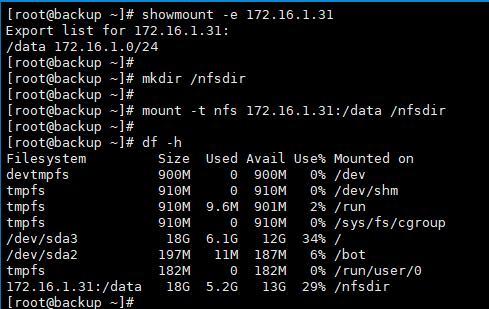 [root@backup ~]# showmount -e 172.16.1.31
Export list for 172.16.1.31:
/data 172.16.1.0/24
[root@backup ~]#
[root@backup ~]# mkdir /nfsdir
[root@backup ~]#
[root@backup ~]# mount -t nfs 172.16.1.31:/data /nfsdir
[root@backup ~]#
[root@backup ~]# df -h
Filesystem Size Used Avail Use% Mounted on
devtmpfs 900M 0 900M 0% /dev
tmpfs 910M 0 910M 0% /dev/shm
tmpfs 910M 9.6M 901M 2% /run
tmpfs 910M 0 910M 0% /sys/fs/cgroup
/dev/sda3 18G 6.1G 12G 34% /
/dev/sda2 197M 11M 187M 6% /bot
tmpfs 182M 0 182M 0% /run/user/0
172.16.1.31:/data 18G 5.2G 13G 29% /nfsdir
[root@backup ~]#